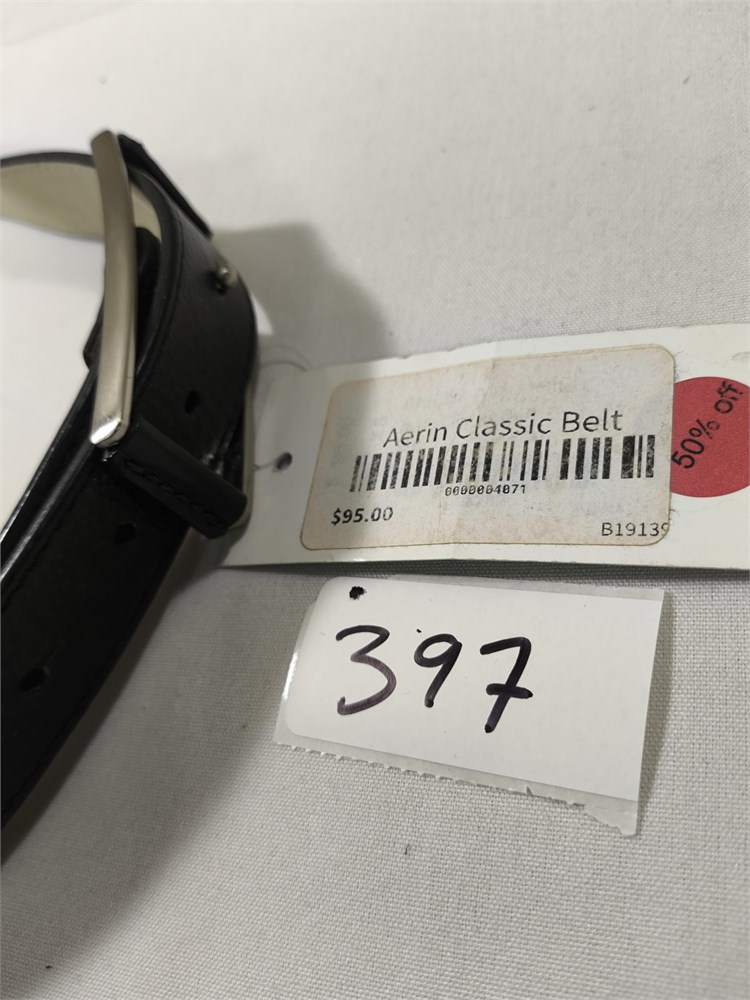 Aerin Classic Belt
0000004071
$95.00
B19139
50% off
397